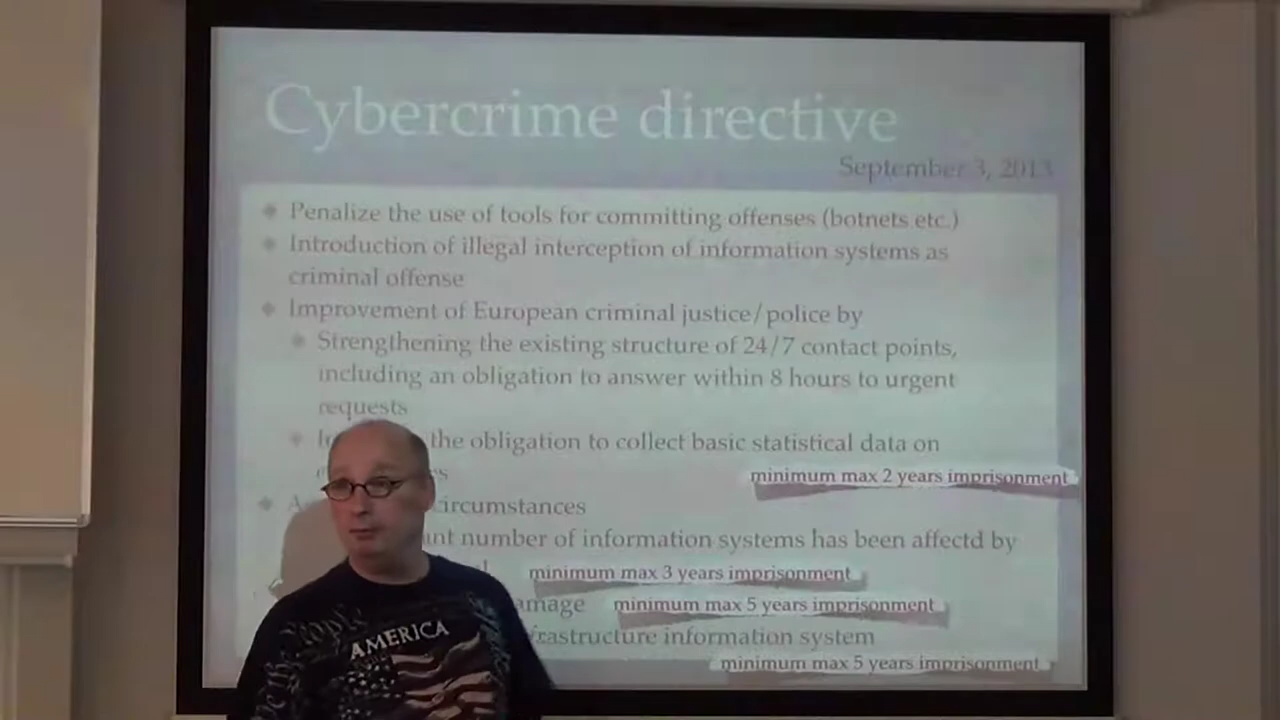 Cybercrime directive
September 3, 2013
Penalize the use of tools for committing offenses (botnets etc.)
Introduction of illegal interception of information systems as
criminal offense
Improvement of European criminal justice/police by
Strengthening the existing structure of 24/7 contact points,
including an obligation to answer within 8 hours to urgent
requests
the obligation to collect basic statistical data on
minimum max 2 years imprisonment
number of information systems has been affectd by
minimum max 3 years imprisonment
minimum max 5 years imprisonment
information system
minimum max 5 years imprisonment
AMERICA